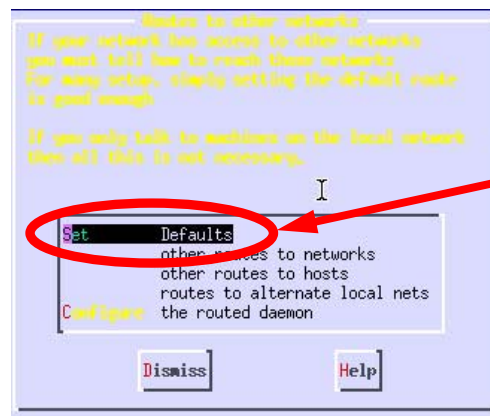 Routes to other networks
If your network has access to other networks
you must tell how to reach those networks
For many setup, simply setting the default route
is good enough
If you only talk to machines on the local network
then all this is not necessary.
Set Defaults
other routes to networks
other routes to hosts
routes to alternate local nets
Configure the routed daemon
Dismiss Help